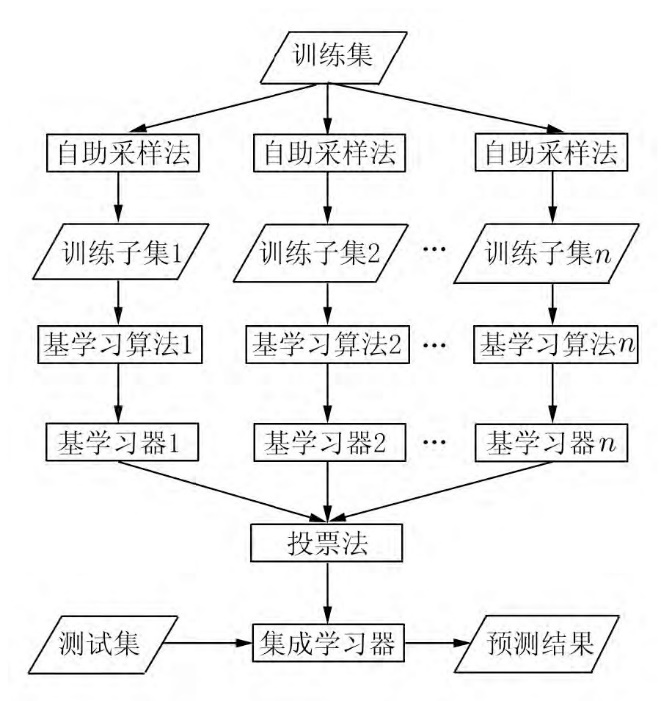 训练集
自助采样法 自助采样法 自助采样法
训练子集1 训练子集2 … 训练子集n
基学习算法1 基学习算法2 … 基学习算法n
基学习器1 基学习器2 … 基学习器n
投票法
测试集 集成学习器 预测结果